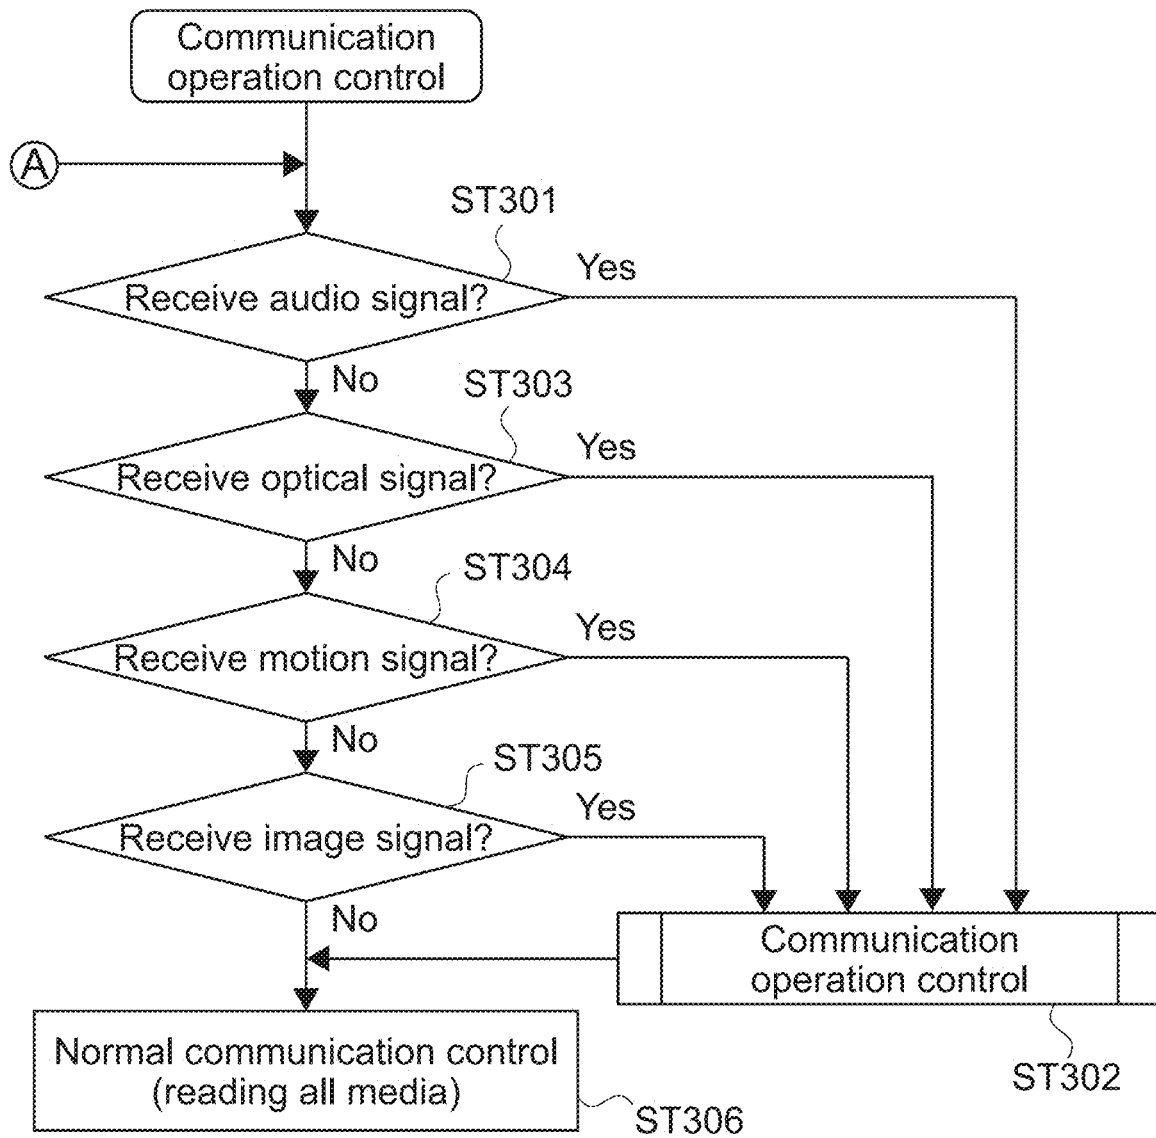 Communication
operation control
A
ST301
Receive audio signal?
Yes
No
ST303
Receive optical signal?
Yes
No
ST304
Receive motion signal?
Yes
No
ST305
Receive image signal?
Yes
No
Communication
operation control
ST302
Normal communication control
(reading all media)
ST306